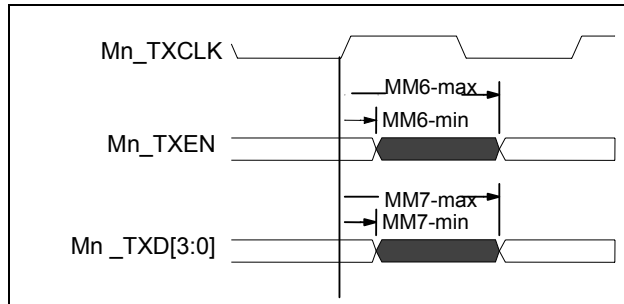 Mn_TXCLK
MM6-max
MM6-min
Mn_TXEN
MM7-max
MM7-min
Mn _TXD[3:0]